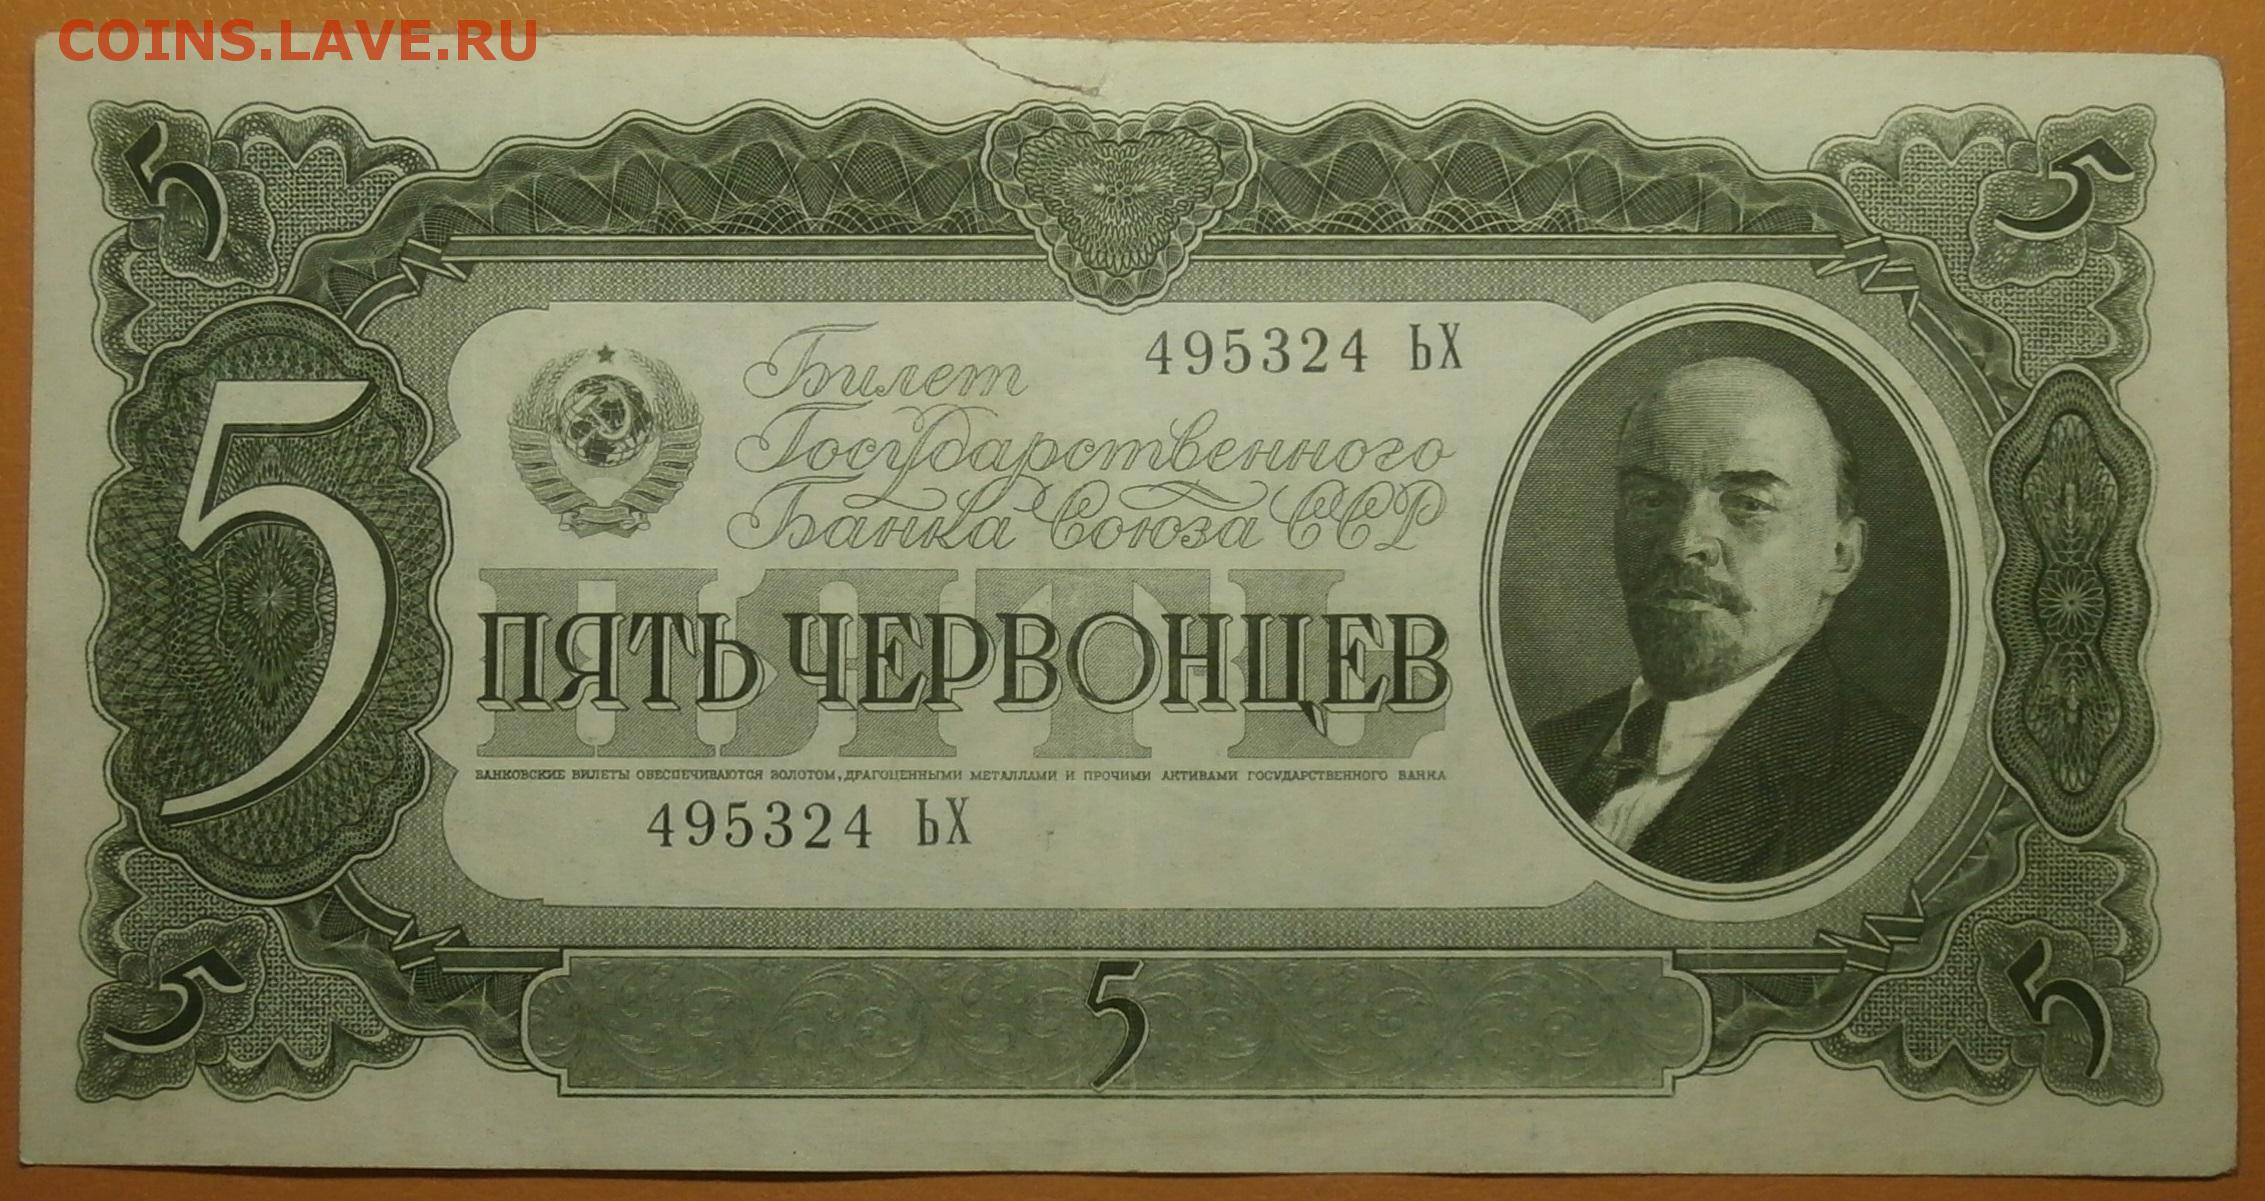 COINS.LAVE.RU
5
5
495324 ЬХ
Билет
Государственного
Банка Союза ССР
5
ПЯТЬ
ПЯТЬ ЧЕРВОНЦЕВ
БАНКОВСКИЕ БИЛЕТЫ ОБЕСПЕЧИВАЮТСЯ ЗОЛОТОМ, ДРАГОЦЕННЫМИ МЕТАЛЛАМИ И ПРОЧИМИ АКТИВАМИ ГОСУДАРСТВЕННОГО БАНКА
495324 ЬХ
5
5
5